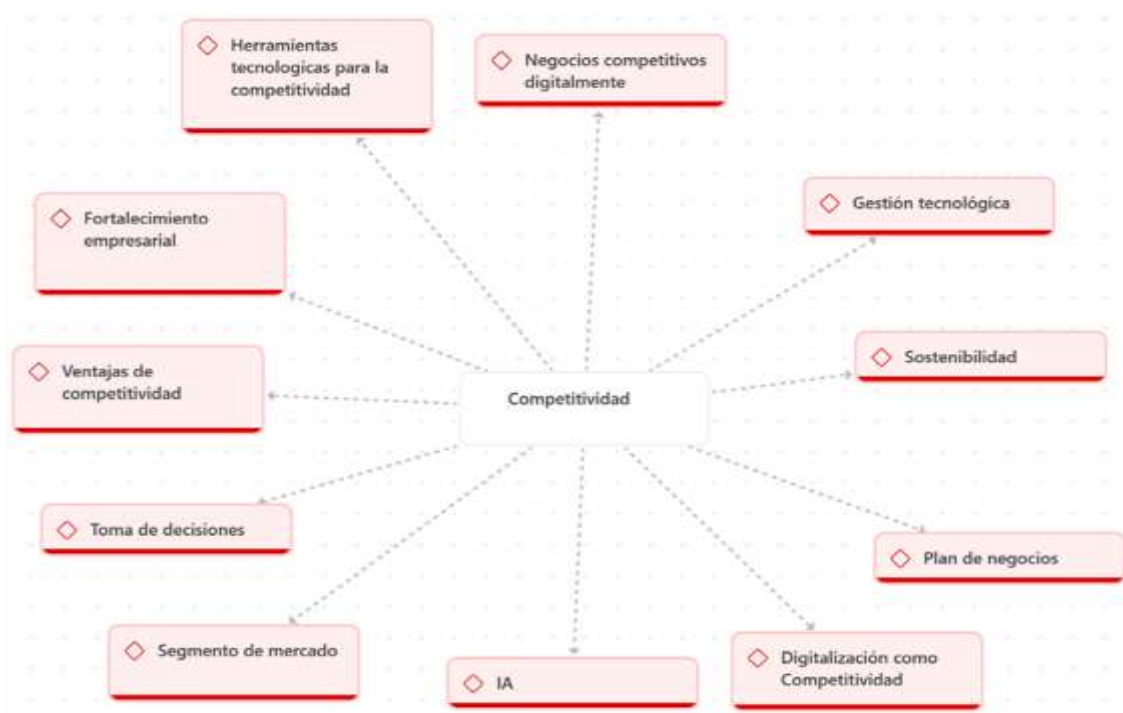 Herramientas
tecnologicas para la
competitividad
Negocios competitivos
digitalmente
Fortalecimiento
empresarial
Gestión tecnológica
Ventajas de
competitividad
Sostenibilidad
Competitividad
Toma de decisiones
Plan de negocios
Segmento de mercado
IA
Digitalización como
Competitividad